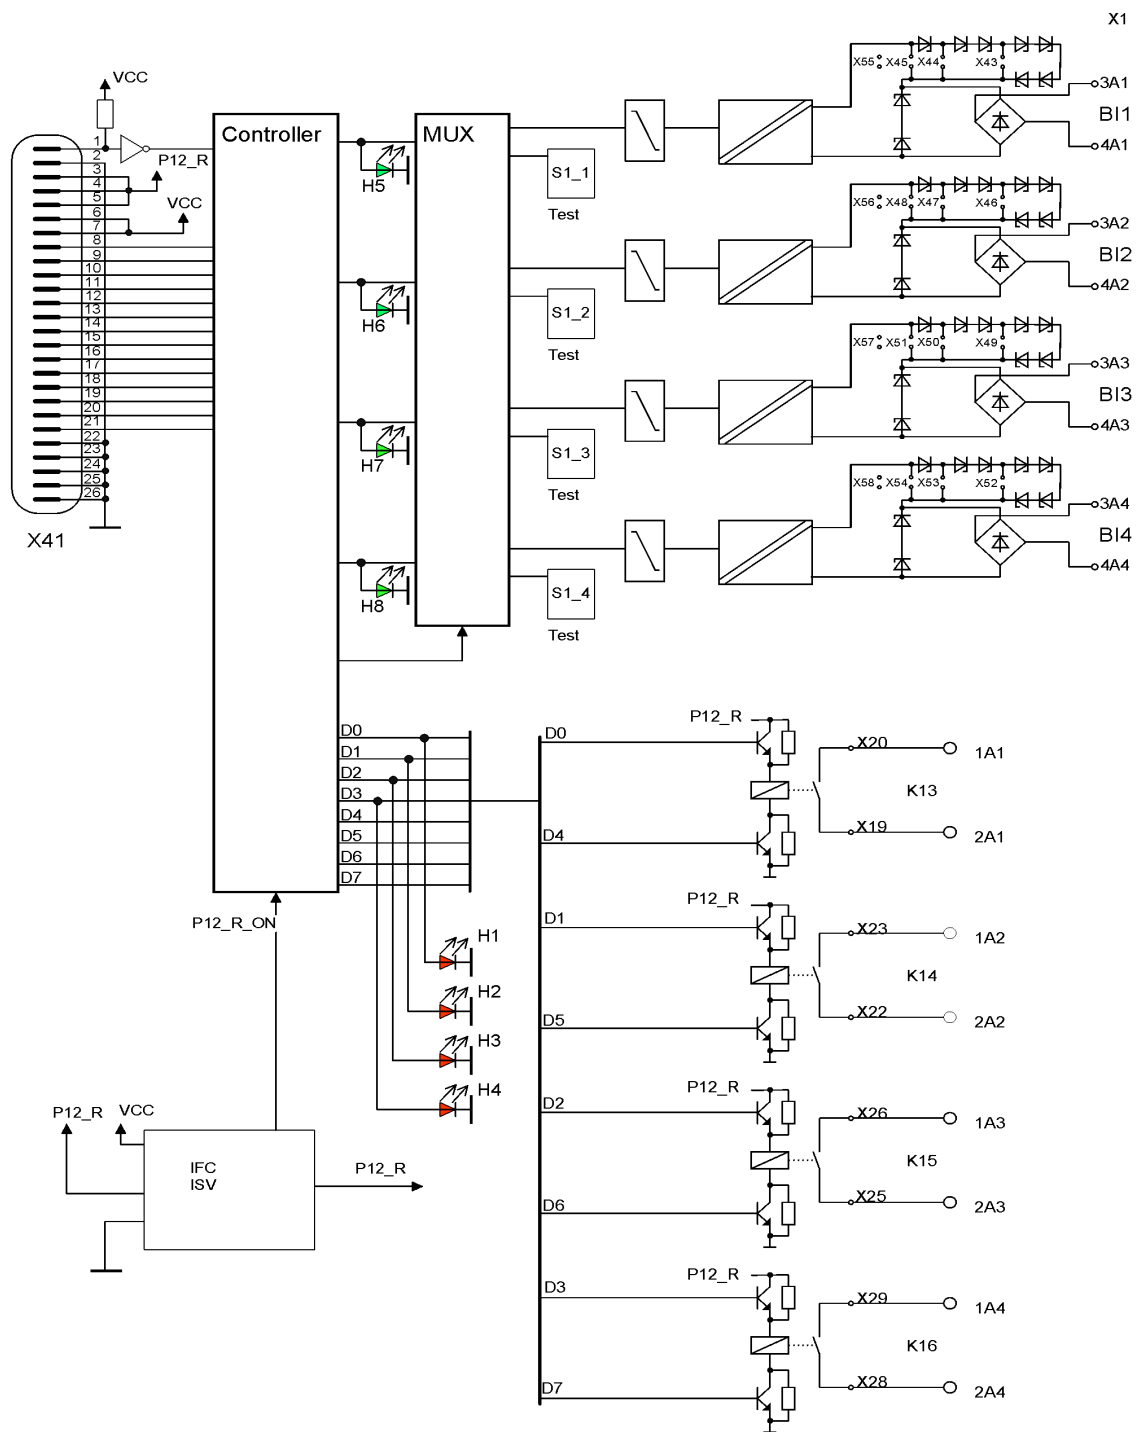 X1
VCC
1
2
3
4
5
6
7
8
9
10
11
12
13
14
15
16
17
18
19
20
21
22
23
24
25
26
P12_R
VCC
X41
Controller
MUX
H5
H6
H7
H8
S1_1
Test
S1_2
Test
S1_3
Test
S1_4
Test
X55 X45 X44 X43
3A1
BI1
4A1
X56 X48 X47 X46
3A2
BI2
4A2
X57 X51 X50 X49
3A3
BI3
4A3
X58 X54 X53 X52
3A4
BI4
4A4
D0
D1
D2
D3
D4
D5
D6
D7
P12_R_ON
H1
H2
H3
H4
P12_R VCC
IFC
ISV
P12_R
P12_R
D0
X20 1A1
K13
X19 2A1
D4
P12_R
D1
X23 1A2
K14
X22 2A2
D5
P12_R
D2
X26 1A3
K15
X25 2A3
D6
P12_R
D3
X29 1A4
K16
X28 2A4
D7